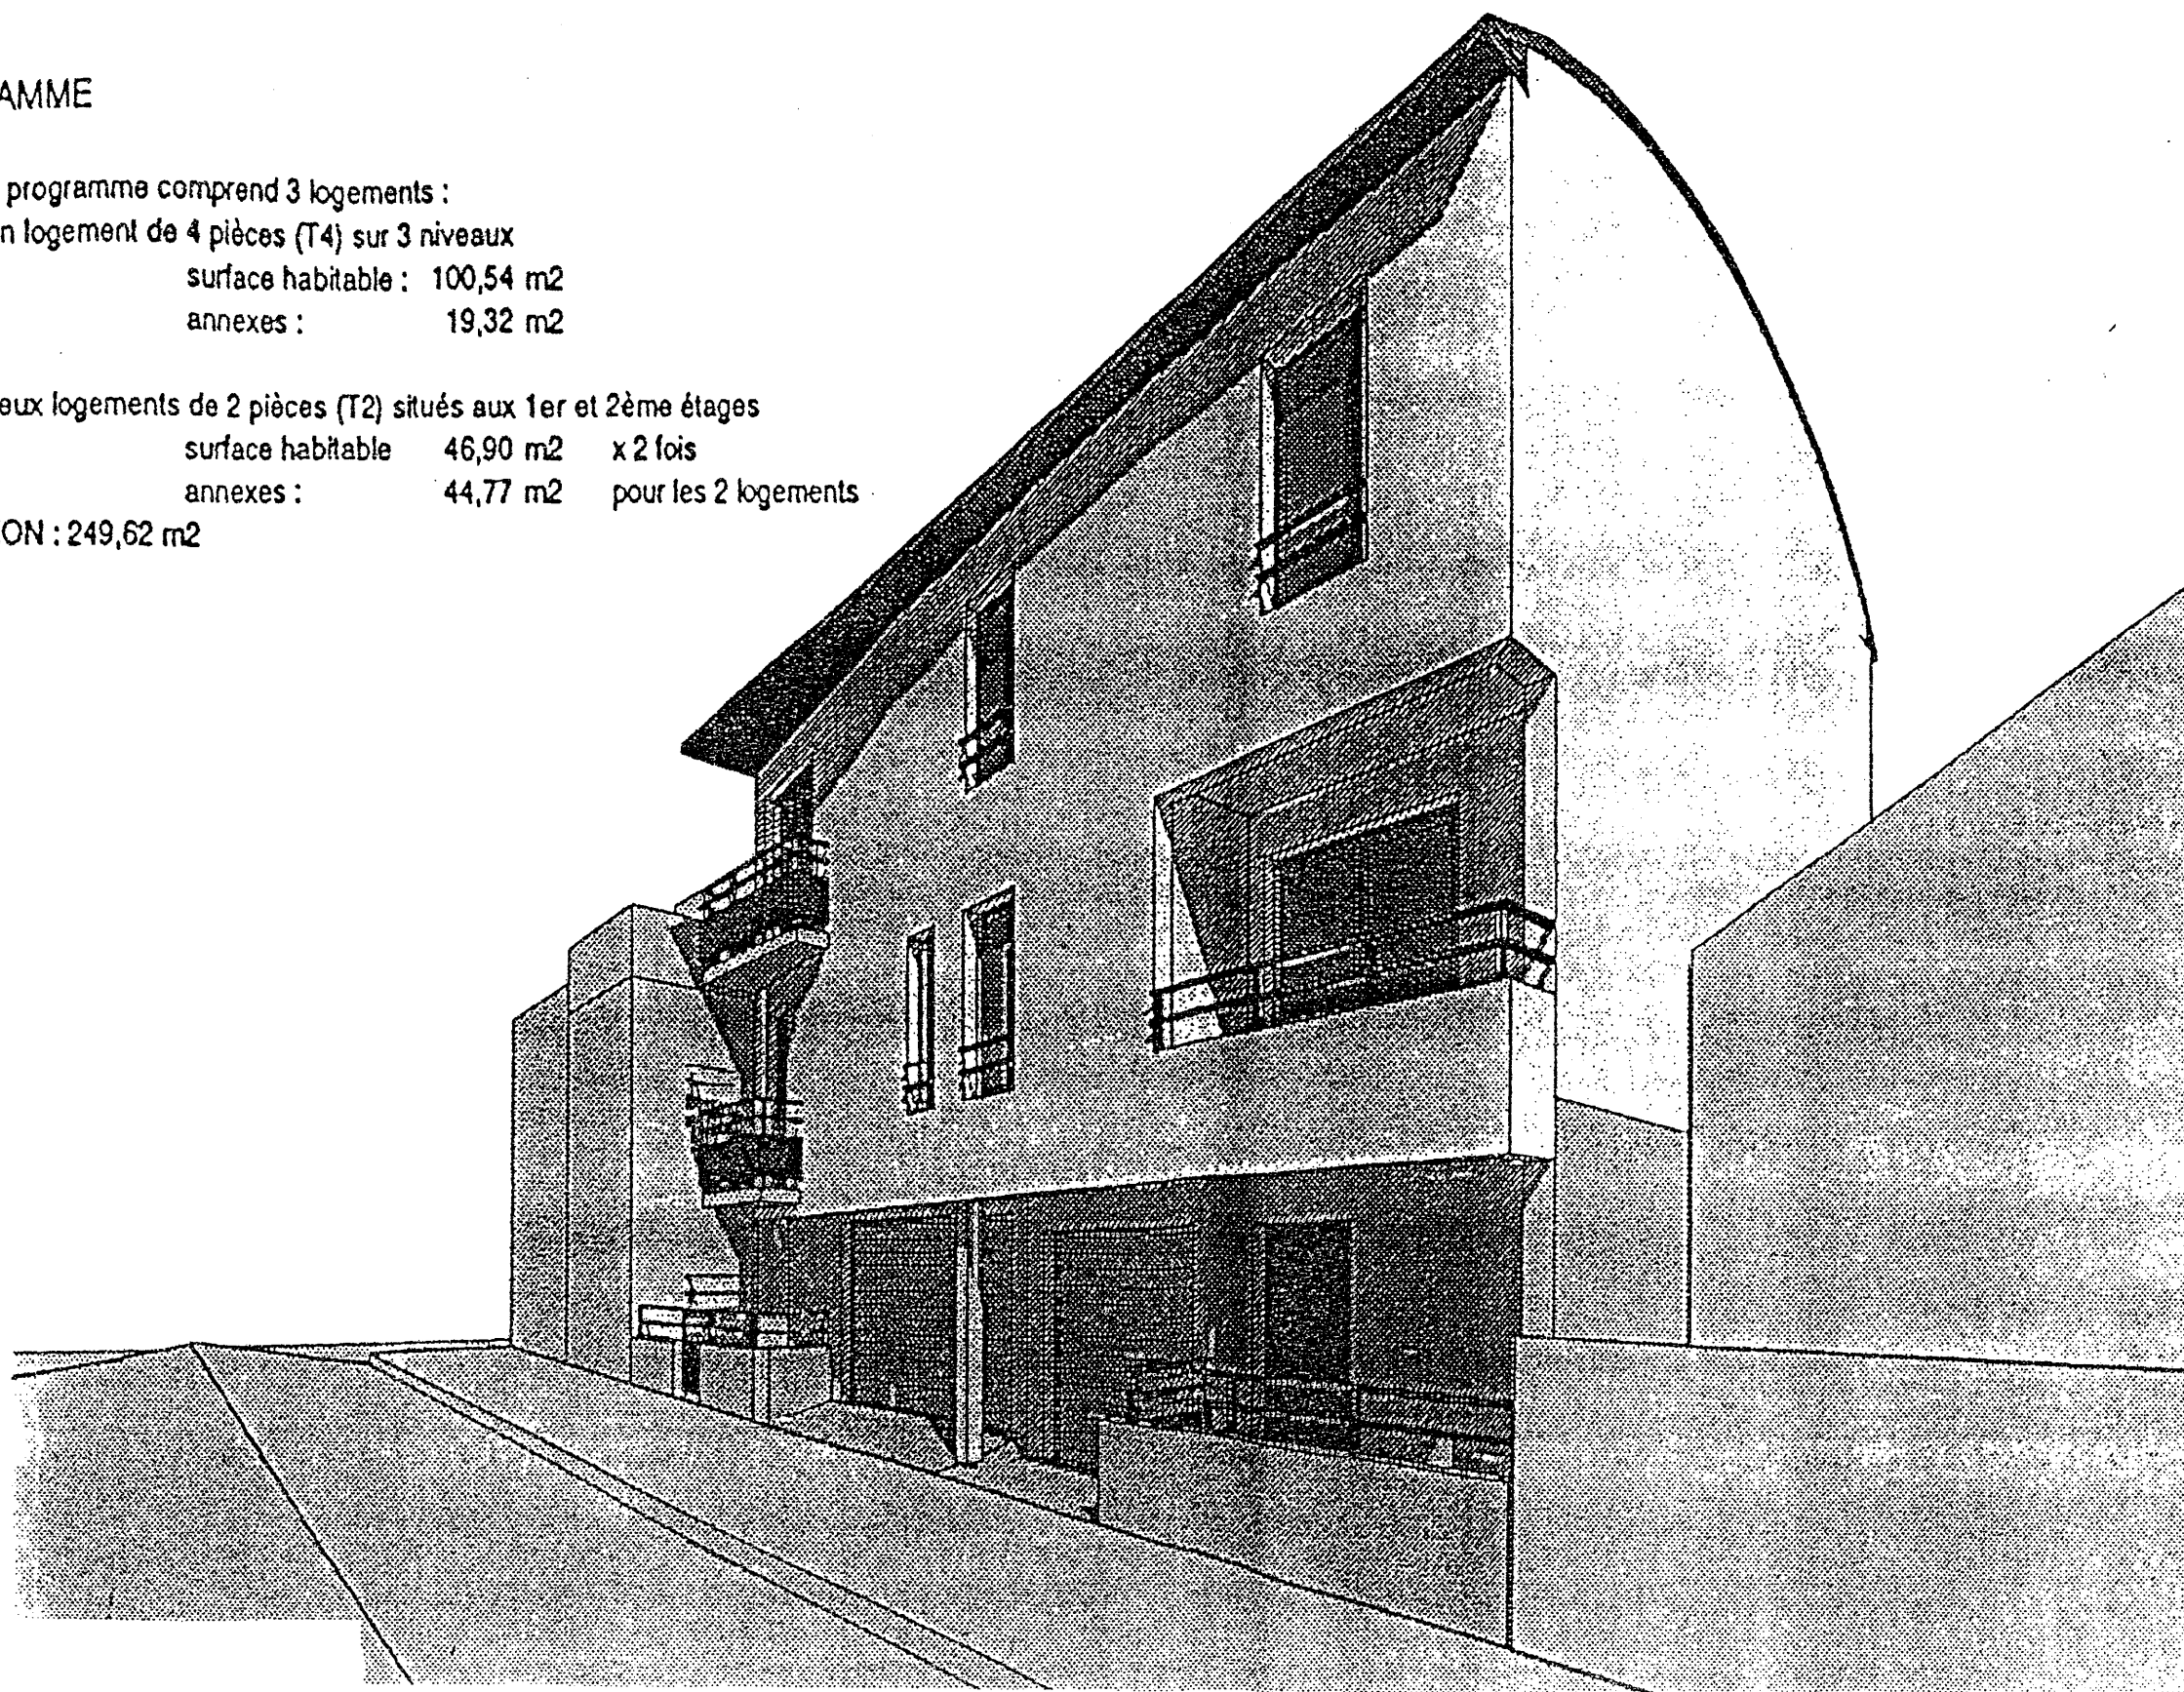 AMME
programme comprend 3 logements :
n logement de 4 pièces (T4) sur 3 niveaux
surface habitable : 100,54 m2
annexes : 19,32 m2
eux logements de 2 pièces (T2) situés aux 1er et 2ème étages
surface habitable 46,90 m2 x 2 fois
annexes : 44,77 m2 pour les 2 logements
ON : 249,62 m2